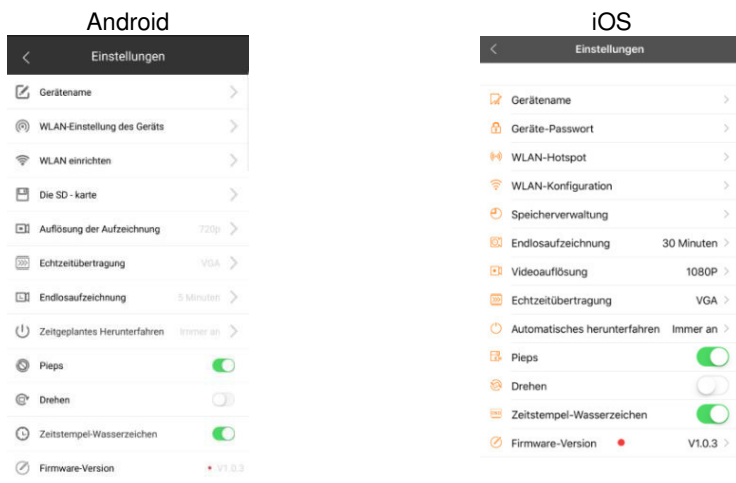 Android
Einstellungen
Gerätename
WLAN-Einstellung des Geräts
WLAN einrichten
Die SD - karte
Auflösung der Aufzeichnung 720p
Echtzeitübertragung VGA
Endlosaufzeichnung 5 Minuten
Zeitgeplantes Herunterfahren Immer an
Pieps
Drehen
Zeitstempel-Wasserzeichen
Firmware-Version V1.0.3
iOS
Einstellungen
Gerätename
Geräte-Passwort
WLAN-Hotspot
WLAN-Konfiguration
Speicherverwaltung
Endlosaufzeichnung 30 Minuten
Videoauflösung 1080P
Echtzeitübertragung VGA
Automatisches herunterfahren Immer an
Pieps
Drehen
Zeitstempel-Wasserzeichen
Firmware-Version V1.0.3